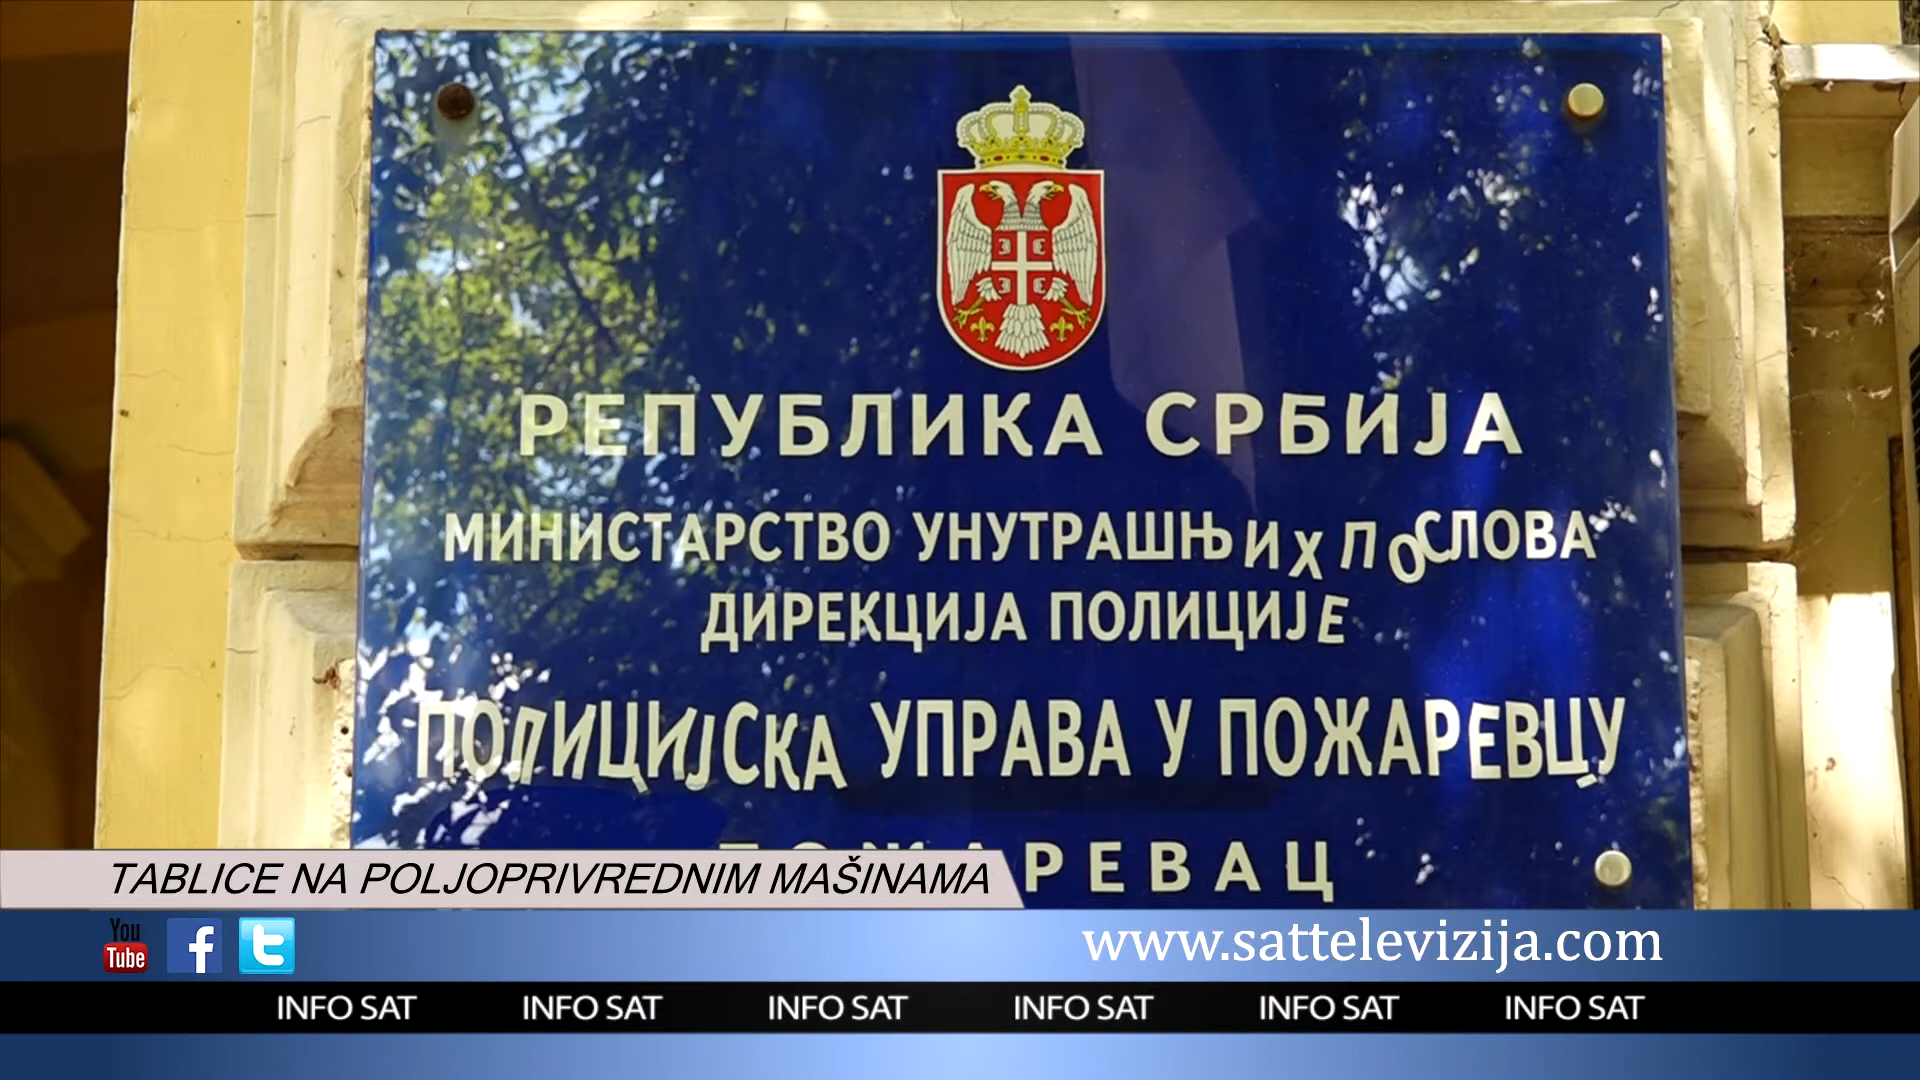 РЕПУБЛИКА СРБИЈА
МИНИСТАРСТВО УНУТРАШЊИХ ПОСЛОВА
ДИРЕКЦИЈА ПОЛИЦИЈЕ
ПОЛИЦИЈСКА УПРАВА У ПОЖАРЕВЦУ
ПОЖАРЕВАЦ
TABLICE NA POLJOPRIVREDNIM MAŠINAMA
You Tube f t www.sattelevizija.com
INFO SAT INFO SAT INFO SAT INFO SAT INFO SAT INFO SAT